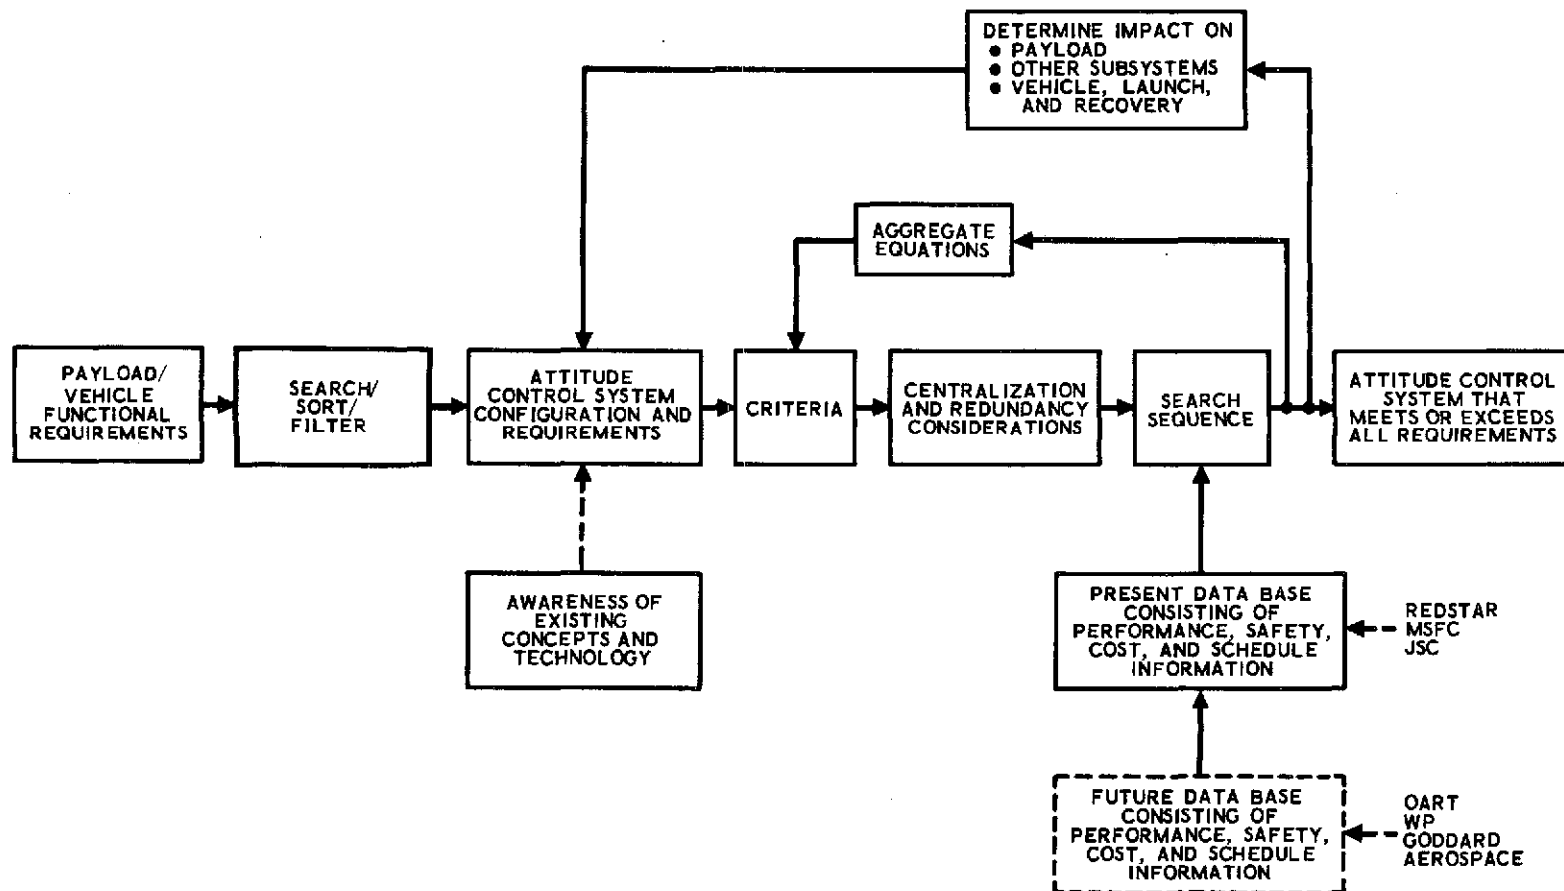 DETERMINE IMPACT ON
● PAYLOAD
● OTHER SUBSYSTEMS
● VEHICLE, LAUNCH,
AND RECOVERY
AGGREGATE
EQUATIONS
PAYLOAD/
VEHICLE
FUNCTIONAL
REQUIREMENTS
SEARCH/
SORT/
FILTER
ATTITUDE
CONTROL SYSTEM
CONFIGURATION AND
REQUIREMENTS
CRITERIA
CENTRALIZATION
AND REDUNDANCY
CONSIDERATIONS
SEARCH
SEQUENCE
ATTITUDE CONTROL
SYSTEM THAT
MEETS OR EXCEEDS
ALL REQUIREMENTS
AWARENESS OF
EXISTING
CONCEPTS AND
TECHNOLOGY
PRESENT DATA BASE
CONSISTING OF
PERFORMANCE, SAFETY,
COST, AND SCHEDULE
INFORMATION
REDSTAR
MSFC
JSC
FUTURE DATA BASE
CONSISTING OF
PERFORMANCE, SAFETY,
COST, AND SCHEDULE
INFORMATION
OART
WP
GODDARD
AEROSPACE